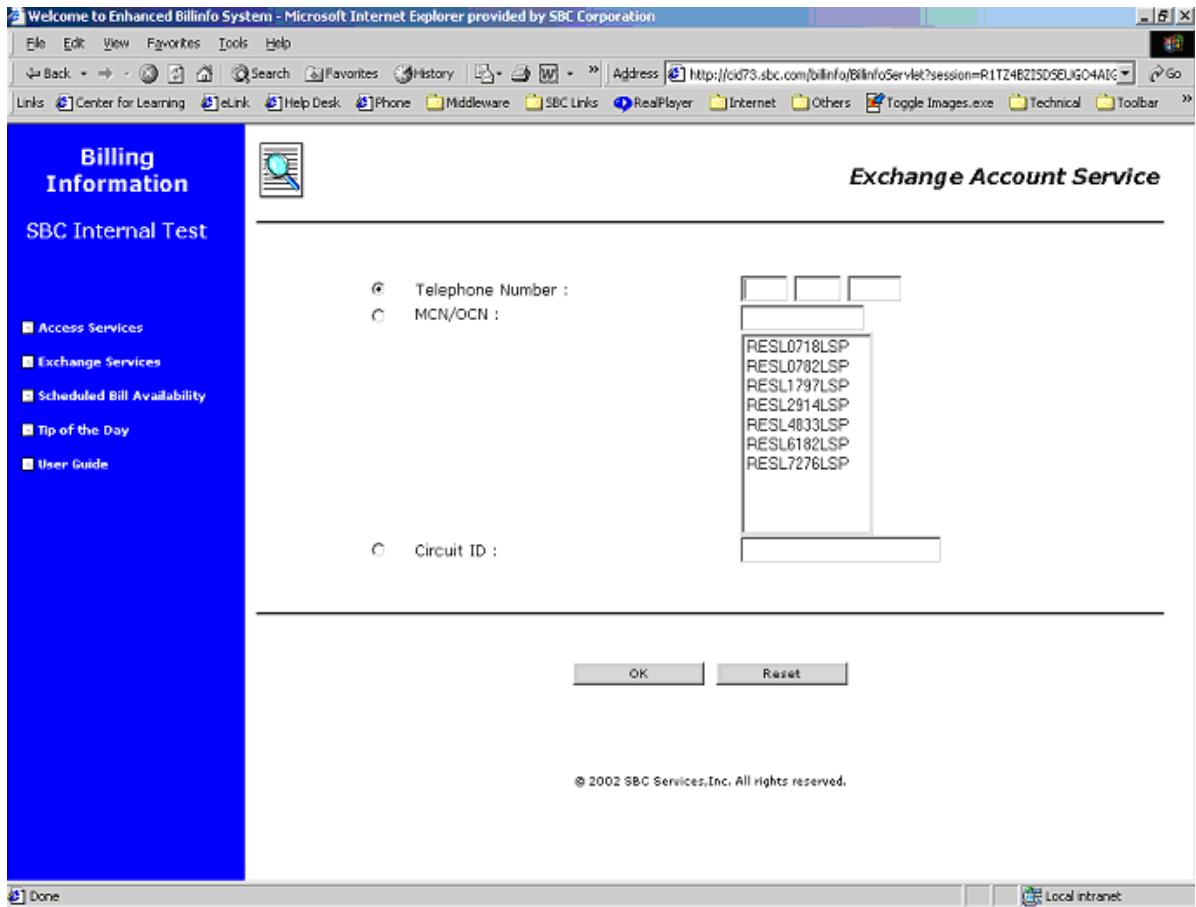 Welcome to Enhanced Billinfo System - Microsoft Internet Explorer provided by SBC Corporation
File Edit View Favorites Tools Help
Back Search Favorites History » Address http://cid73.sbc.com/billinfo/BillinfoServlet?session= Go
Links Center for Learning eLink Help Desk Phone Middleware SBC Links RealPlayer Internet Others Toggle Images.exe Technical Toolbar »
Billing
Information
SBC Internal Test
Access Services
Exchange Services
Scheduled Bill Availability
Tip of the Day
User Guide
Exchange Account Service
Telephone Number :
MCN/OCN :
RESL0718LSP
RESL0782LSP
RESL1797LSP
RESL2914LSP
RESL4833LSP
RESL6182LSP
RESL7276LSP
Circuit ID :
OK Reset
© 2002 SBC Services,Inc. All rights reserved.
Done Local intranet